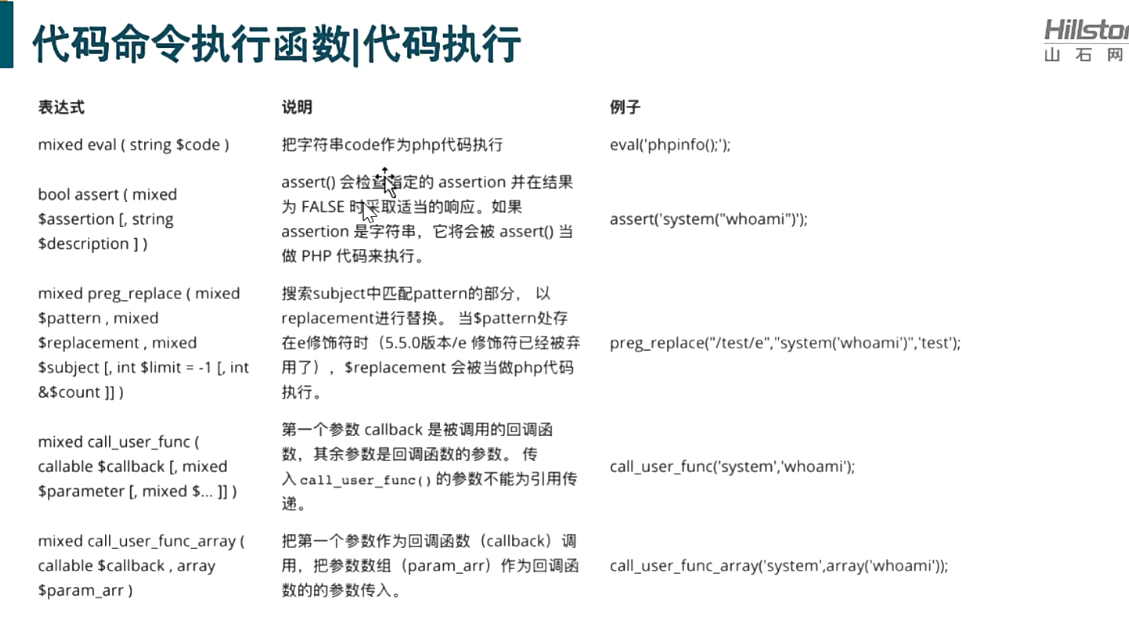 代码命令执行函数|代码执行
Hillstor
山 石 网
表达式
说明
例子
mixed eval ( string $code )
把字符串code作为php代码执行
eval('phpinfo();');
bool assert ( mixed
$assertion [, string
$description ] )
assert() 会检查指定的 assertion 并在结果
为 FALSE 时采取适当的响应。如果
assertion 是字符串，它将会被 assert() 当
做 PHP 代码来执行。
assert('system("whoami")');
mixed preg_replace ( mixed
$pattern , mixed
$replacement , mixed
$subject [, int $limit = -1 [, int
&$count ]] )
搜索subject中匹配pattern的部分， 以
replacement进行替换。 当$pattern处存
在e修饰符时（5.5.0版本/e 修饰符已经被弃
用了），$replacement 会被当做php代码
执行。
preg_replace("/test/e","system('whoami')",'test');
mixed call_user_func (
callable $callback [, mixed
$parameter [, mixed $... ]] )
第一个参数 callback 是被调用的回调函
数，其余参数是回调函数的参数。 传
入 call_user_func() 的参数不能为引用传
递。
call_user_func('system','whoami');
mixed call_user_func_array (
callable $callback , array
$param_arr )
把第一个参数作为回调函数（callback）调
用，把参数数组（param_arr）作为回调函
数的的参数传入。
call_user_func_array('system',array('whoami'));